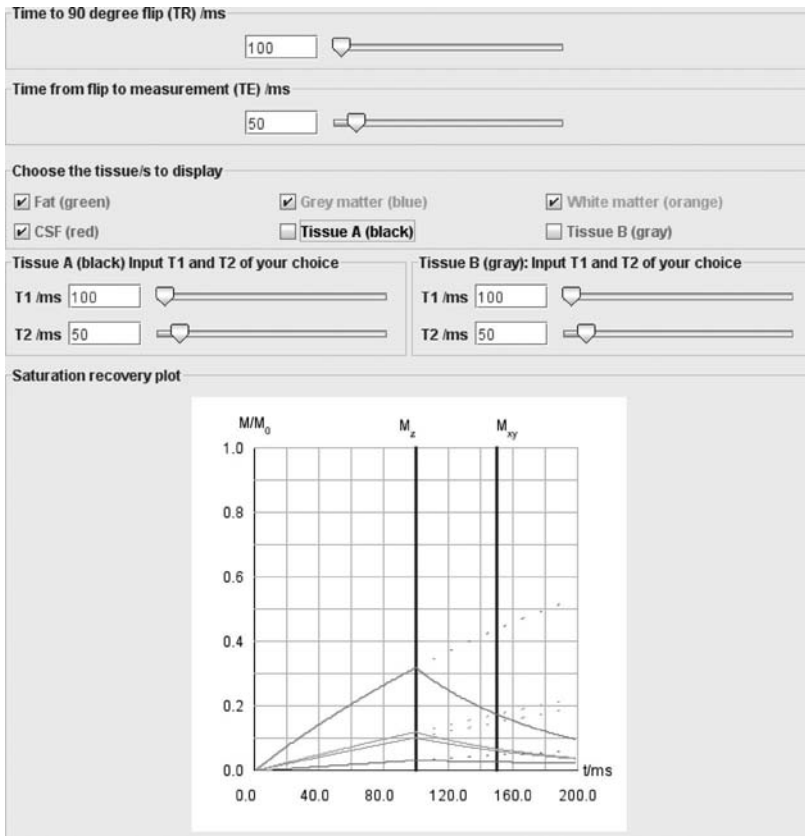 Time to 90 degree flip (TR) /ms
100
Time from flip to measurement (TE) /ms
50
Choose the tissue/s to display
Fat (green) Grey matter (blue) White matter (orange)
CSF (red) Tissue A (black) Tissue B (gray)
Tissue A (black) Input T1 and T2 of your choice Tissue B (gray): Input T1 and T2 of your choice
T1 /ms 100 T1 /ms 100
T2 /ms 50 T2 /ms 50
Saturation recovery plot
M/M0 Mz Mxy
1.0
0.8
0.6
0.4
0.2
0.0 t/ms
0.0 40.0 80.0 120.0 160.0 200.0